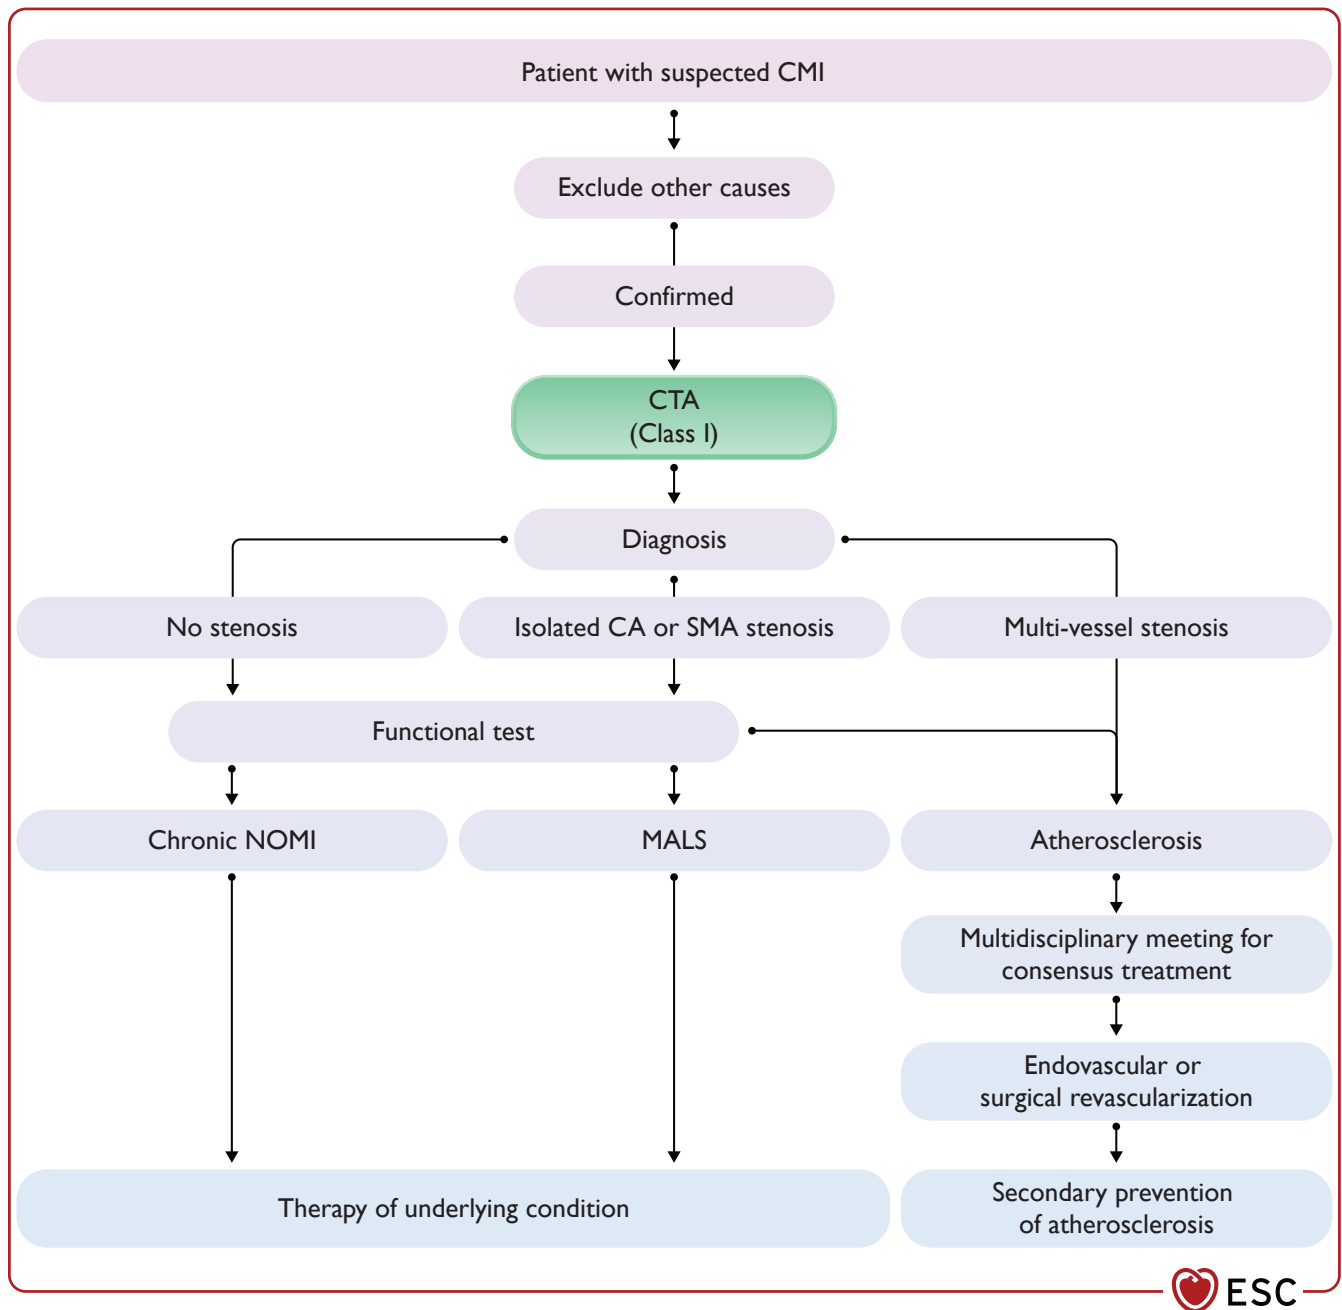 Patient with suspected CMI
Exclude other causes
Confirmed
CTA
(Class I)
Diagnosis
No stenosis
Isolated CA or SMA stenosis
Multi-vessel stenosis
Functional test
Chronic NOMI
MALS
Atherosclerosis
Multidisciplinary meeting for
consensus treatment
Endovascular or
surgical revascularization
Therapy of underlying condition
Secondary prevention
of atherosclerosis
ESC